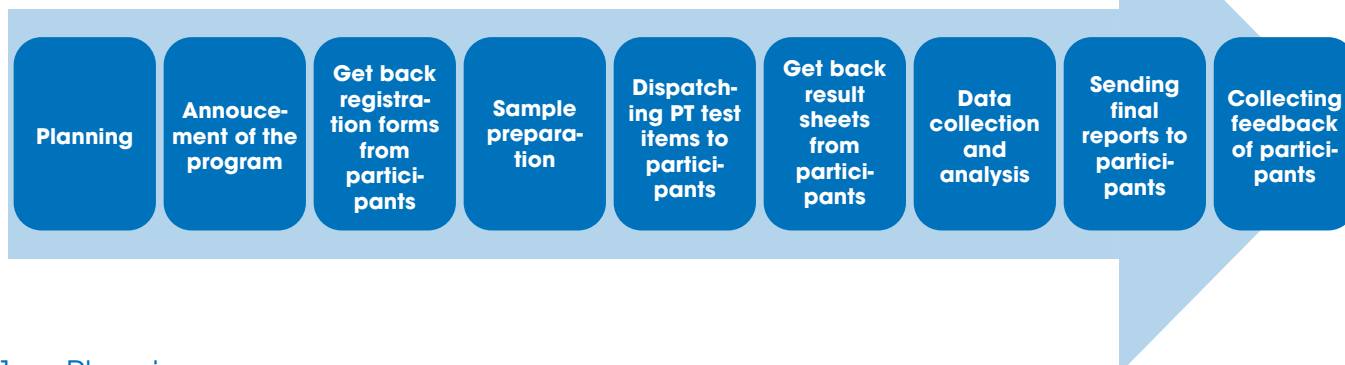 Planning
Annouce-
ment of the
program
Get back
registra-
tion forms
from
partici-
pants
Sample
prepara-
tion
Dispatch-
ing PT test
items to
partici-
pants
Get back
result
sheets
from
partici-
pants
Data
collection
and
analysis
Sending
final
reports to
partici-
pants
Collecting
feedback
of partici-
pants